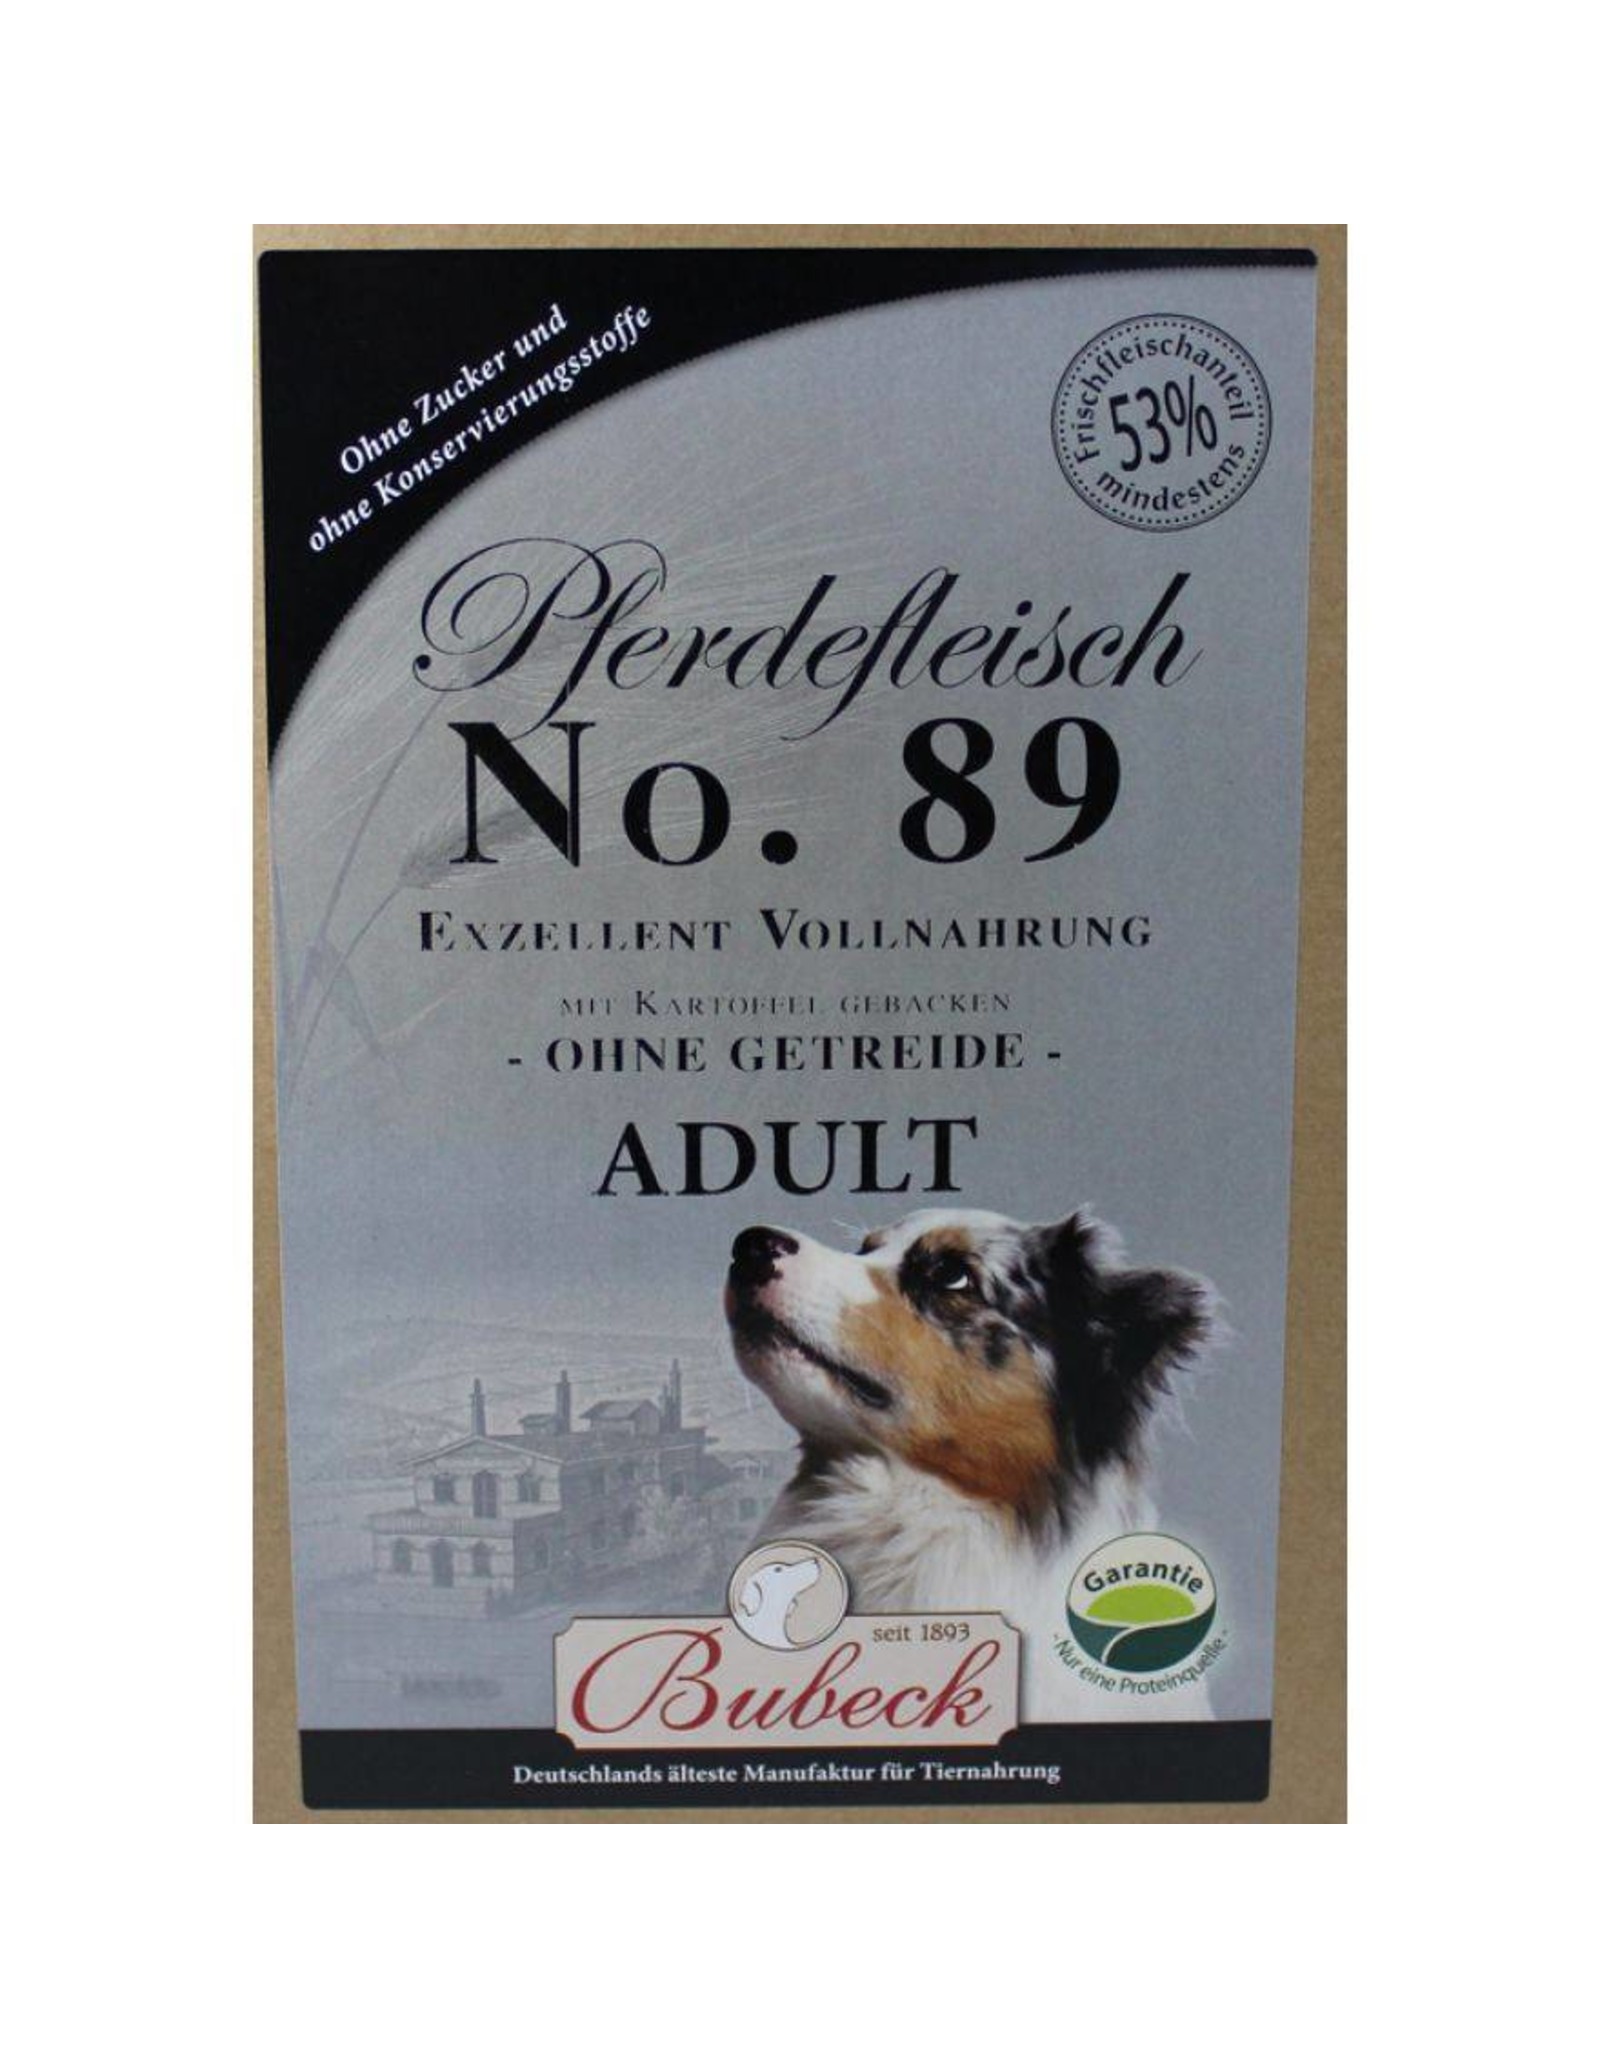 Ohne Zucker und
ohne Konservierungsstoffe
Frischfleischanteil
53%
mindestens
Pferdefleisch
No. 89
EXZELLENT VOLLNAHRUNG
MIT KARTOFFEL GEBACKEN
- OHNE GETREIDE -
ADULT
Garantie
- Nur eine Proteinquelle -
seit 1893
Bubeck
Deutschlands älteste Manufaktur für Tiernahrung